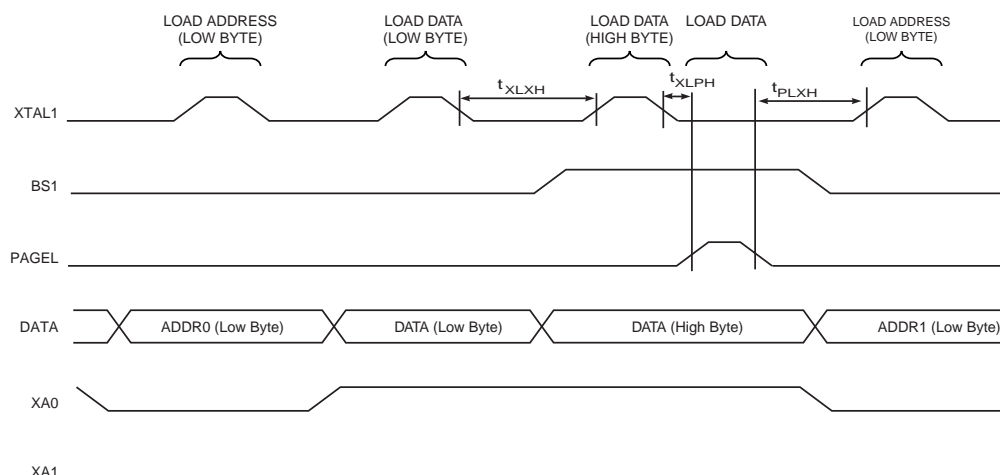 LOAD ADDRESS
(LOW BYTE)
LOAD DATA
(LOW BYTE)
LOAD DATA
(HIGH BYTE)
LOAD DATA
LOAD ADDRESS
(LOW BYTE)
tXLXH
tXLPH
tPLXH
XTAL1
BS1
PAGEL
DATA
ADDR0 (Low Byte)
DATA (Low Byte)
DATA (High Byte)
ADDR1 (Low Byte)
XA0
XA1